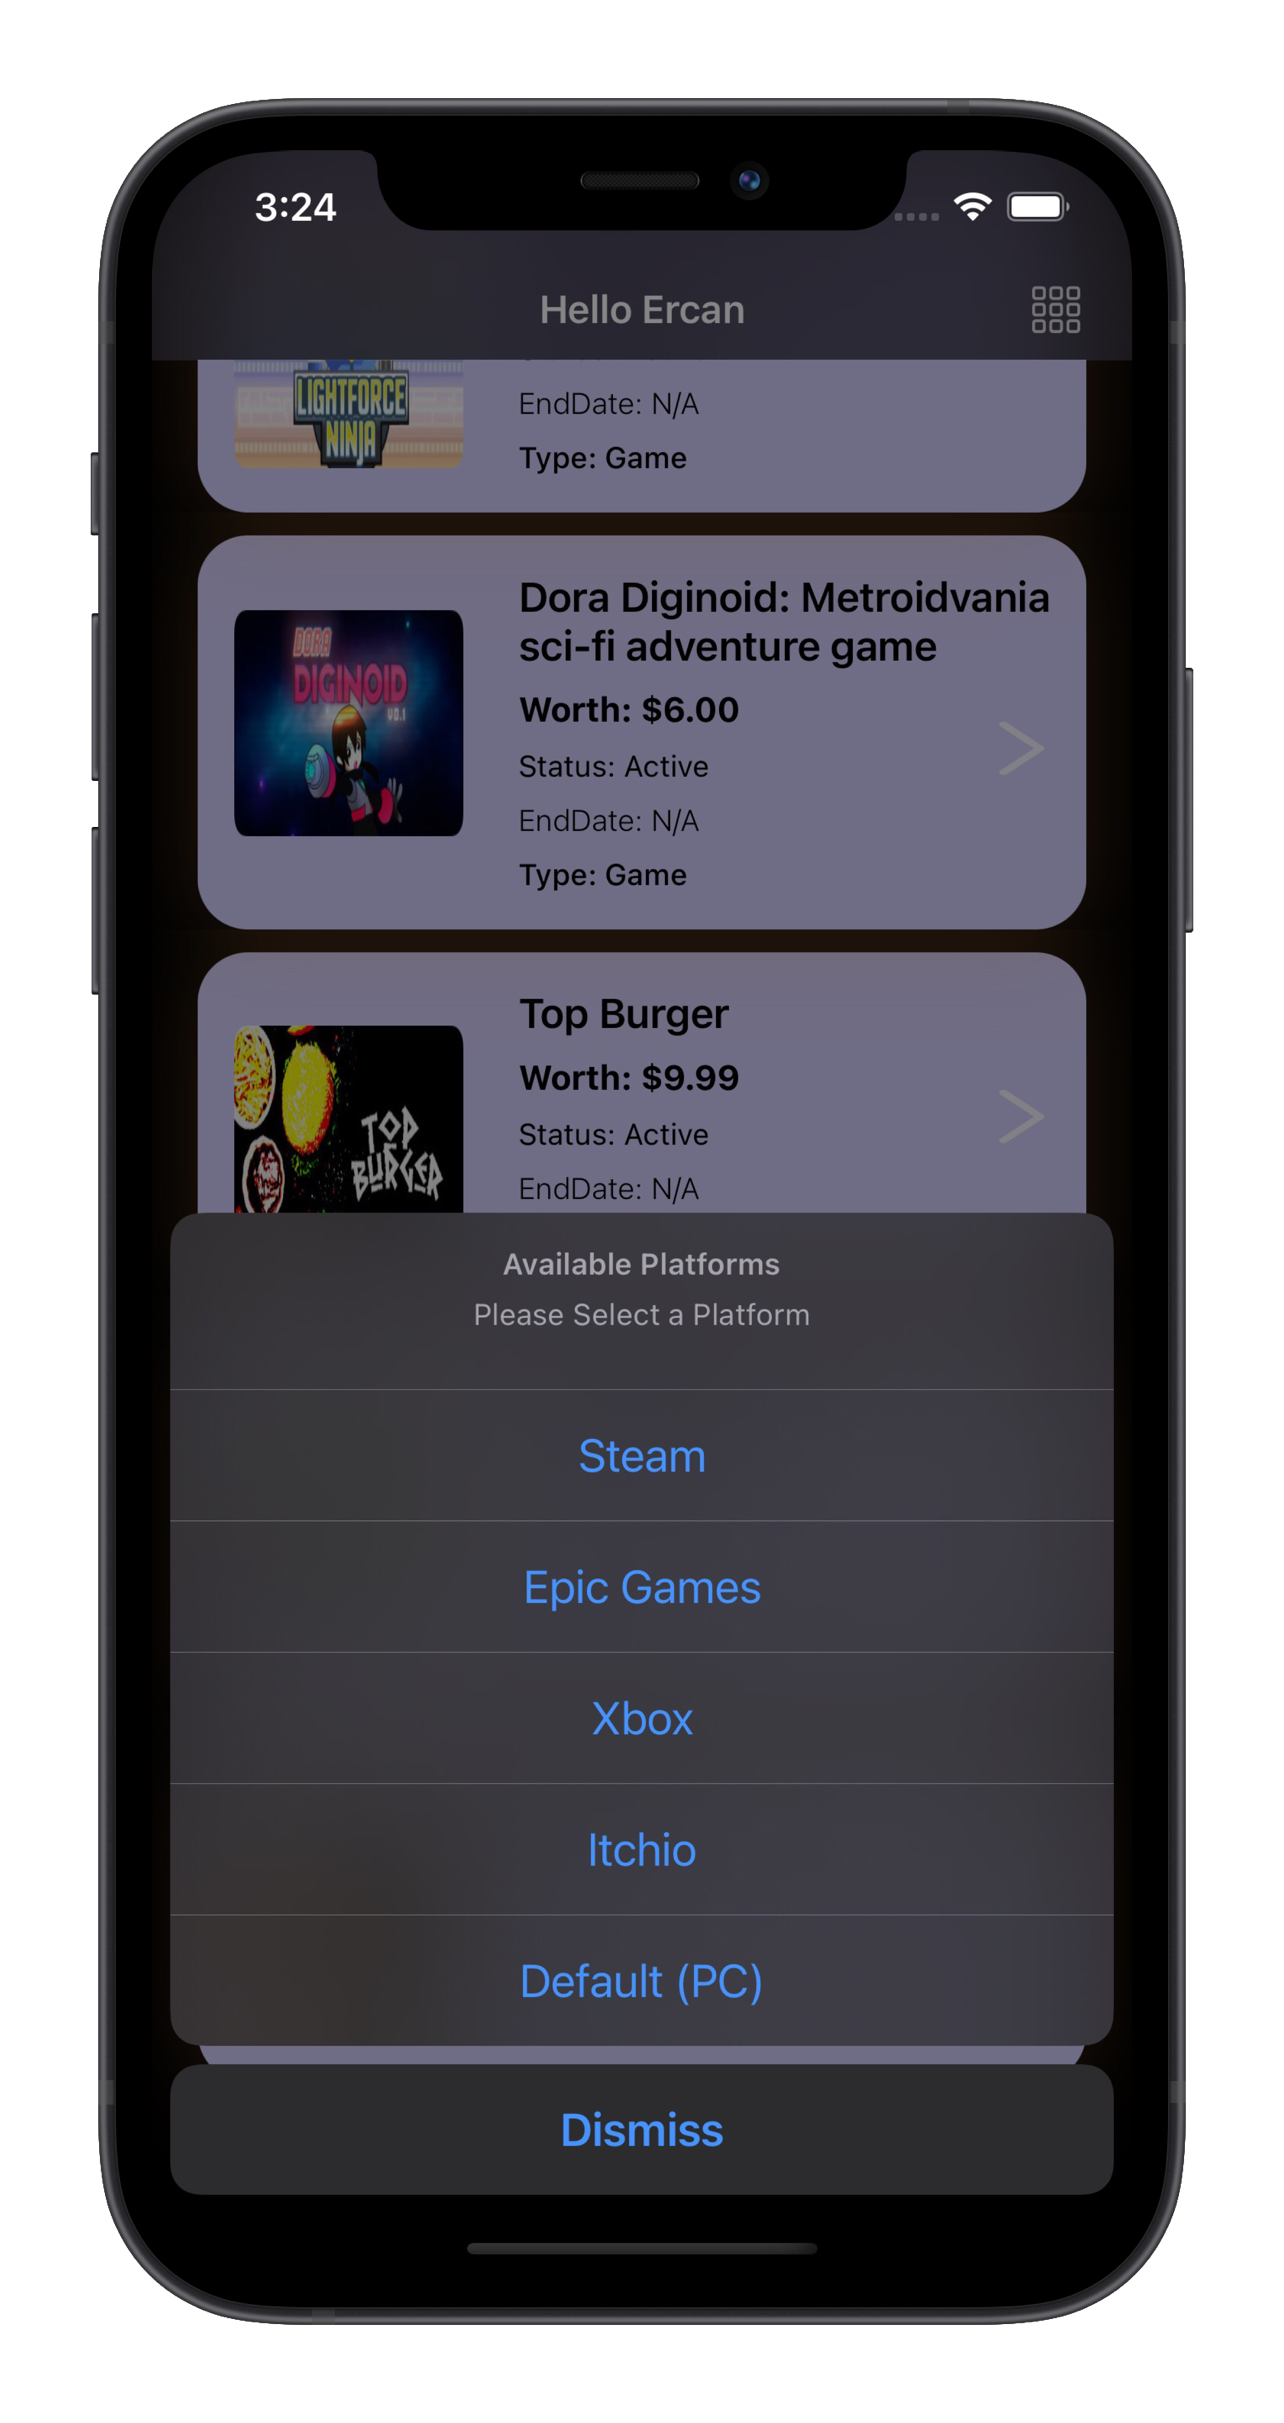 3:24
Hello Ercan
LIGHTFORCE
NINJA
EndDate: N/A
Type: Game
DORA
DIGINOID
V0.1
Dora Diginoid: Metroidvania
sci-fi adventure game
Worth: $6.00
Status: Active
EndDate: N/A
Type: Game
TOP
BURGER
Top Burger
Worth: $9.99
Status: Active
EndDate: N/A
Available Platforms
Please Select a Platform
Steam
Epic Games
Xbox
Itchio
Default (PC)
Dismiss